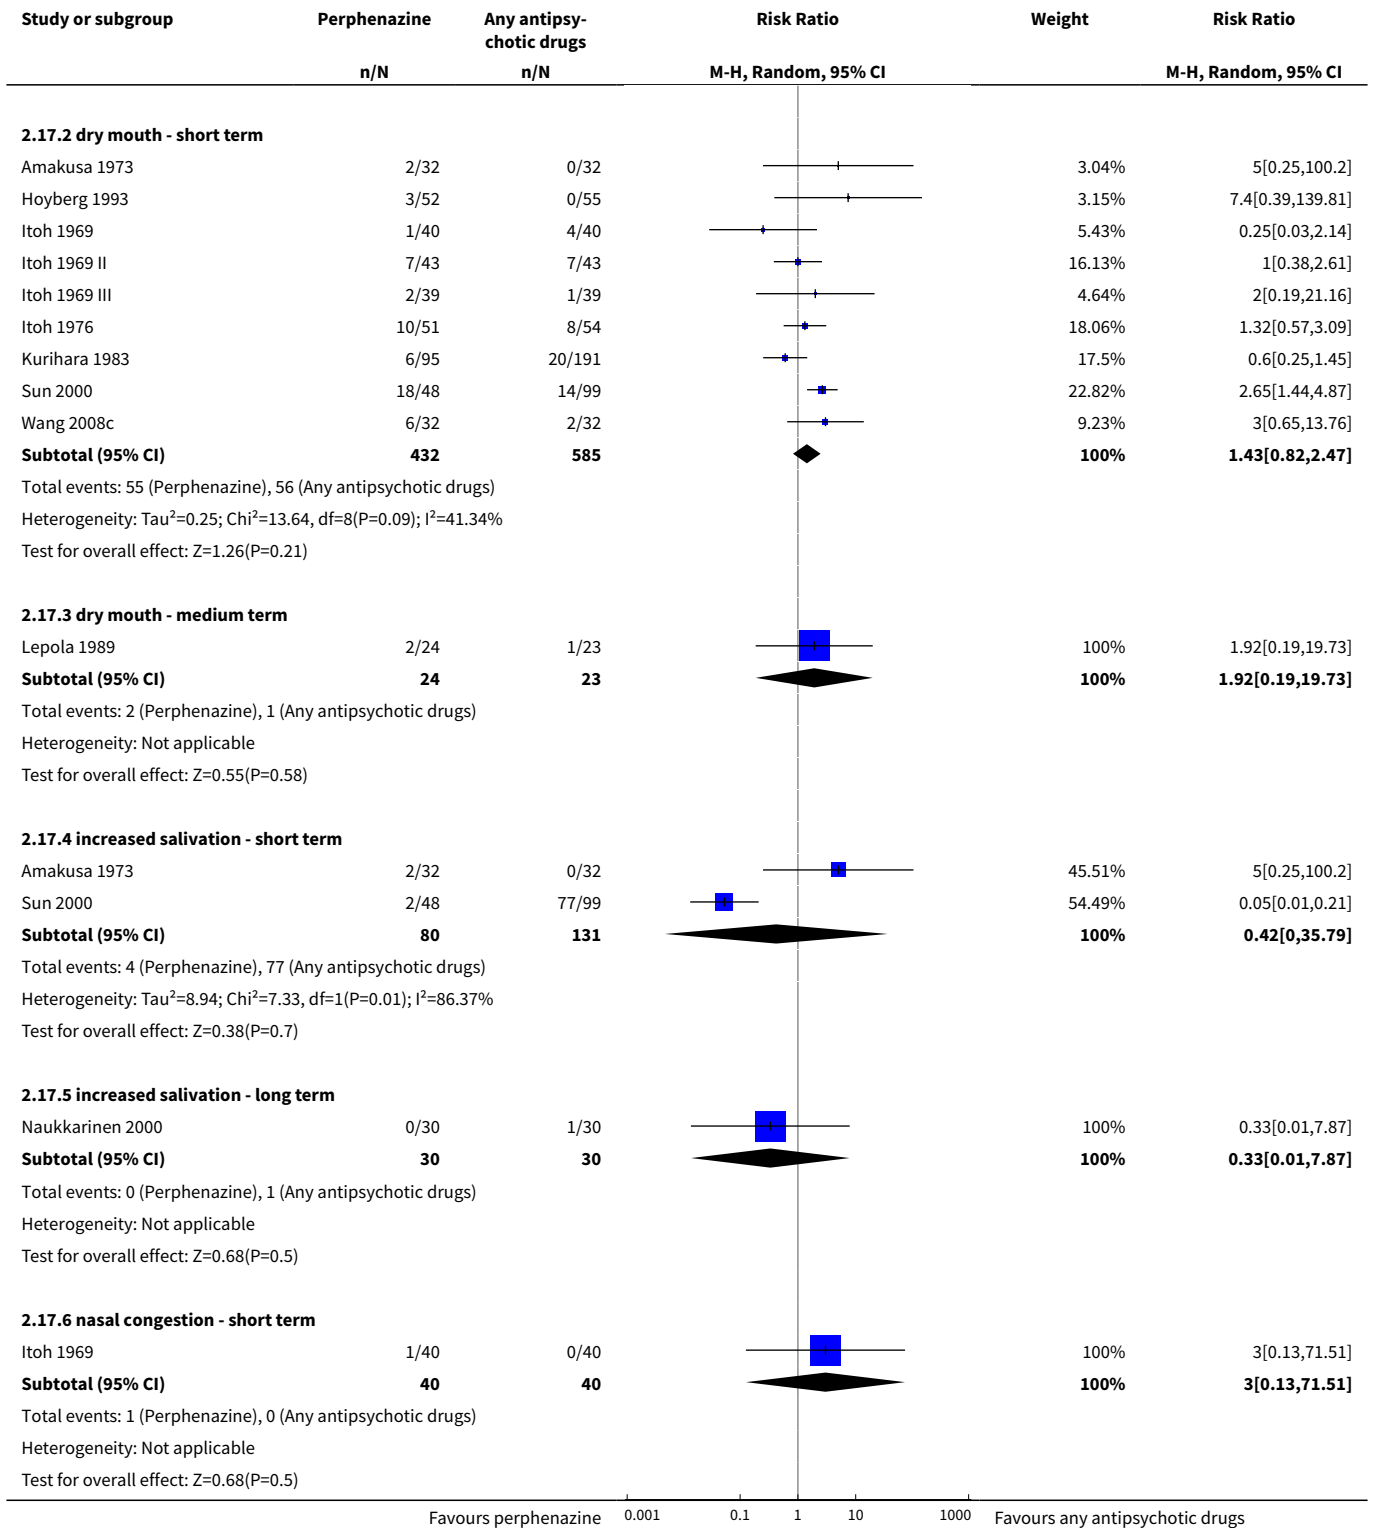 Study or subgroup Perphenazine Any antipsy- Risk Ratio Weight Risk Ratio
chotic drugs
n/N n/N M-H, Random, 95% CI M-H, Random, 95% CI
2.17.2 dry mouth - short term
Amakusa 1973 2/32 0/32 3.04% 5[0.25,100.2]
Hoyberg 1993 3/52 0/55 3.15% 7.4[0.39,139.81]
Itoh 1969 1/40 4/40 5.43% 0.25[0.03,2.14]
Itoh 1969 II 7/43 7/43 16.13% 1[0.38,2.61]
Itoh 1969 III 2/39 1/39 4.64% 2[0.19,21.16]
Itoh 1976 10/51 8/54 18.06% 1.32[0.57,3.09]
Kurihara 1983 6/95 20/191 17.5% 0.6[0.25,1.45]
Sun 2000 18/48 14/99 22.82% 2.65[1.44,4.87]
Wang 2008c 6/32 2/32 9.23% 3[0.65,13.76]
Subtotal (95% CI) 432 585 100% 1.43[0.82,2.47]
Total events: 55 (Perphenazine), 56 (Any antipsychotic drugs)
Heterogeneity: Tau²=0.25; Chi²=13.64, df=8(P=0.09); I²=41.34%
Test for overall effect: Z=1.26(P=0.21)
2.17.3 dry mouth - medium term
Lepola 1989 2/24 1/23 100% 1.92[0.19,19.73]
Subtotal (95% CI) 24 23 100% 1.92[0.19,19.73]
Total events: 2 (Perphenazine), 1 (Any antipsychotic drugs)
Heterogeneity: Not applicable
Test for overall effect: Z=0.55(P=0.58)
2.17.4 increased salivation - short term
Amakusa 1973 2/32 0/32 45.51% 5[0.25,100.2]
Sun 2000 2/48 77/99 54.49% 0.05[0.01,0.21]
Subtotal (95% CI) 80 131 100% 0.42[0,35.79]
Total events: 4 (Perphenazine), 77 (Any antipsychotic drugs)
Heterogeneity: Tau²=8.94; Chi²=7.33, df=1(P=0.01); I²=86.37%
Test for overall effect: Z=0.38(P=0.7)
2.17.5 increased salivation - long term
Naukkarinen 2000 0/30 1/30 100% 0.33[0.01,7.87]
Subtotal (95% CI) 30 30 100% 0.33[0.01,7.87]
Total events: 0 (Perphenazine), 1 (Any antipsychotic drugs)
Heterogeneity: Not applicable
Test for overall effect: Z=0.68(P=0.5)
2.17.6 nasal congestion - short term
Itoh 1969 1/40 0/40 100% 3[0.13,71.51]
Subtotal (95% CI) 40 40 100% 3[0.13,71.51]
Total events: 1 (Perphenazine), 0 (Any antipsychotic drugs)
Heterogeneity: Not applicable
Test for overall effect: Z=0.68(P=0.5)
Favours perphenazine 0.001 0.1 1 10 1000 Favours any antipsychotic drugs